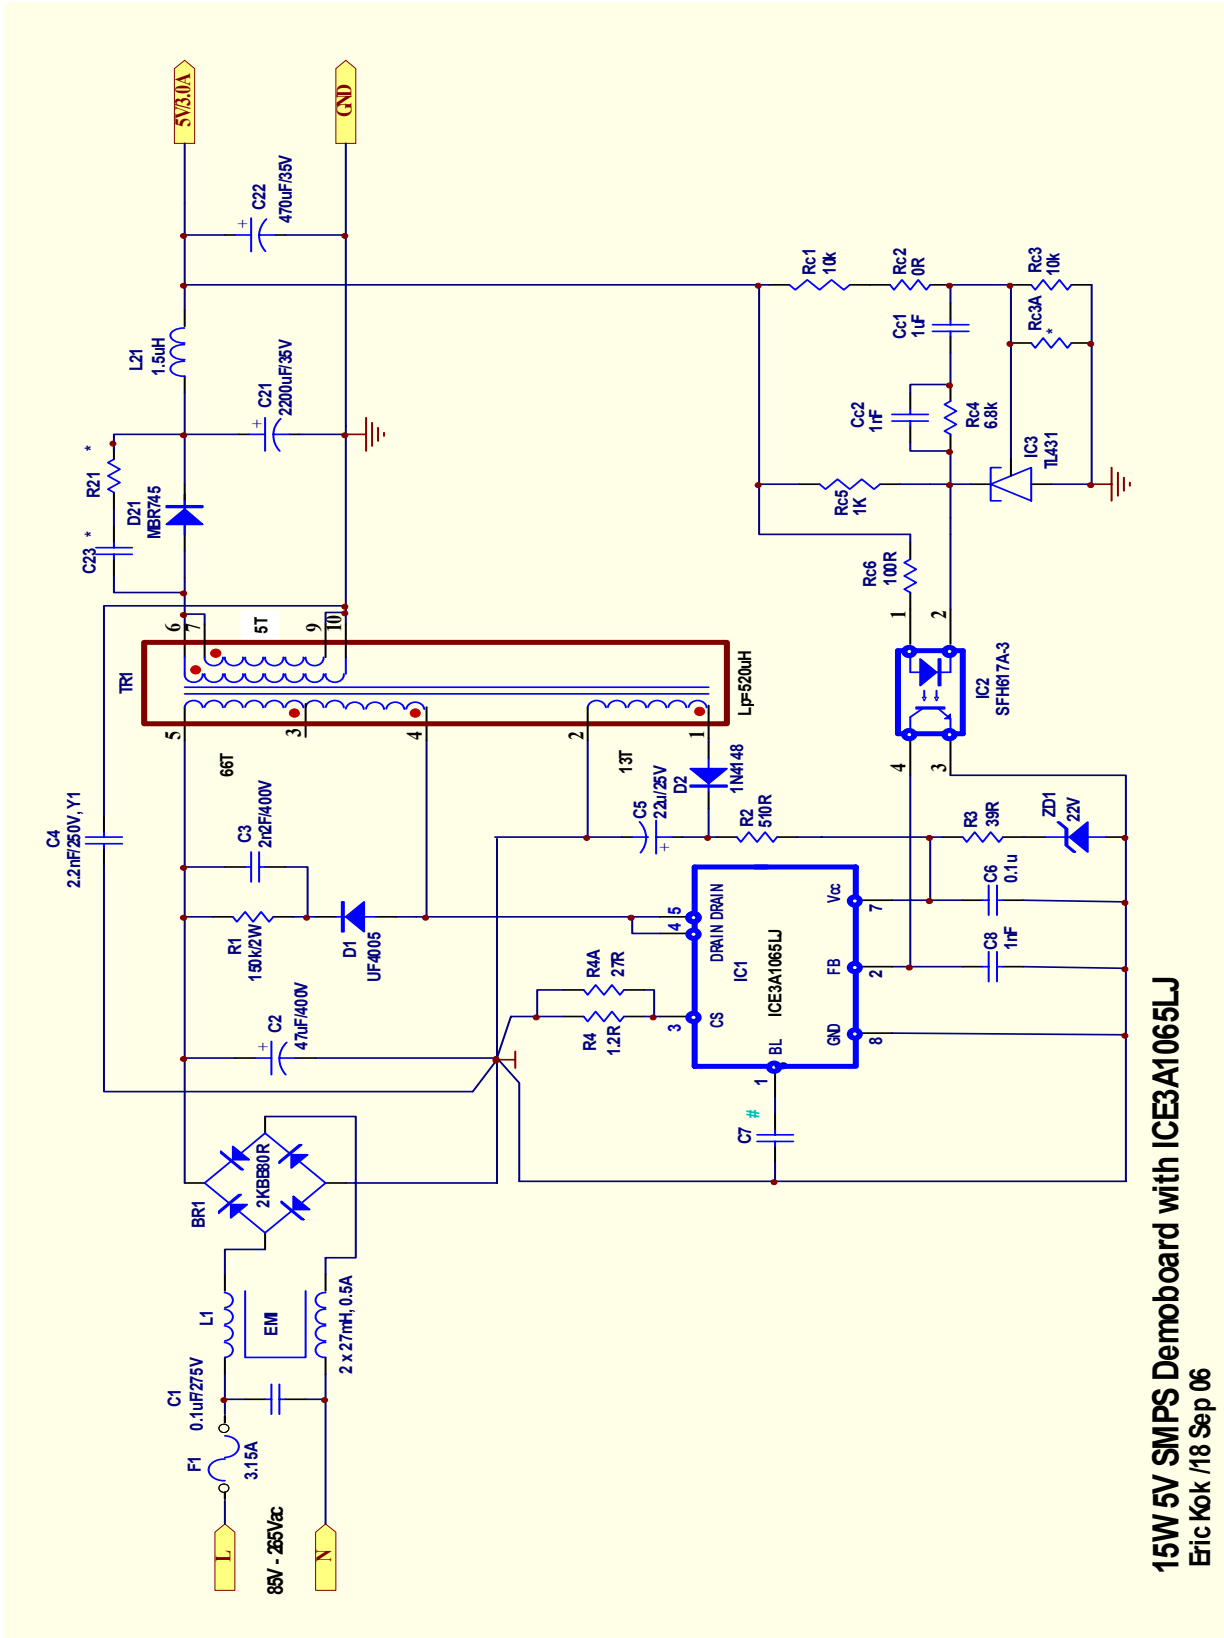 C4
2.2nF/250V, Y1
C23
*
R21
*
D21
MBR745
L21
1.5uH
C21
+
2200uF/35V
C22
+
470uF/35V
5V/3.0A
GND
F1
3.15A
C1
0.1uF/275V
L1
EMI
2 x 27mH, 0.5A
BR1
2KBB80R
L
N
85V - 265Vac
C2
+
47uF/400V
R1
150k/2W
C3
2n2F/400V
D1
UF4005
66T
TR1
5
3
4
2
1
6
7
9
10
5T
13T
Lp=520uH
R4A
27R
R4
1.2R
C5
22u/25V
+
D2
1N4148
R2
510R
3
4
5
CS
DRAIN
DRAIN
IC1
ICE3A1065LJ
BL
GND
FB
Vcc
1
8
2
7
C7
#
C8
1nF
C6
0.1u
R3
39R
ZD1
22V
4
3
1
2
IC2
SFH617A-3
Rc6
100R
Rc5
1K
Cc2
1nF
Rc4
6.8k
Cc1
1uF
Rc1
10k
Rc2
0R
IC3
TL431
Rc3A
*
Rc3
10k
15W 5V SMPS Demoboard with ICE3A1065LJ
Eric Kok /18 Sep 06